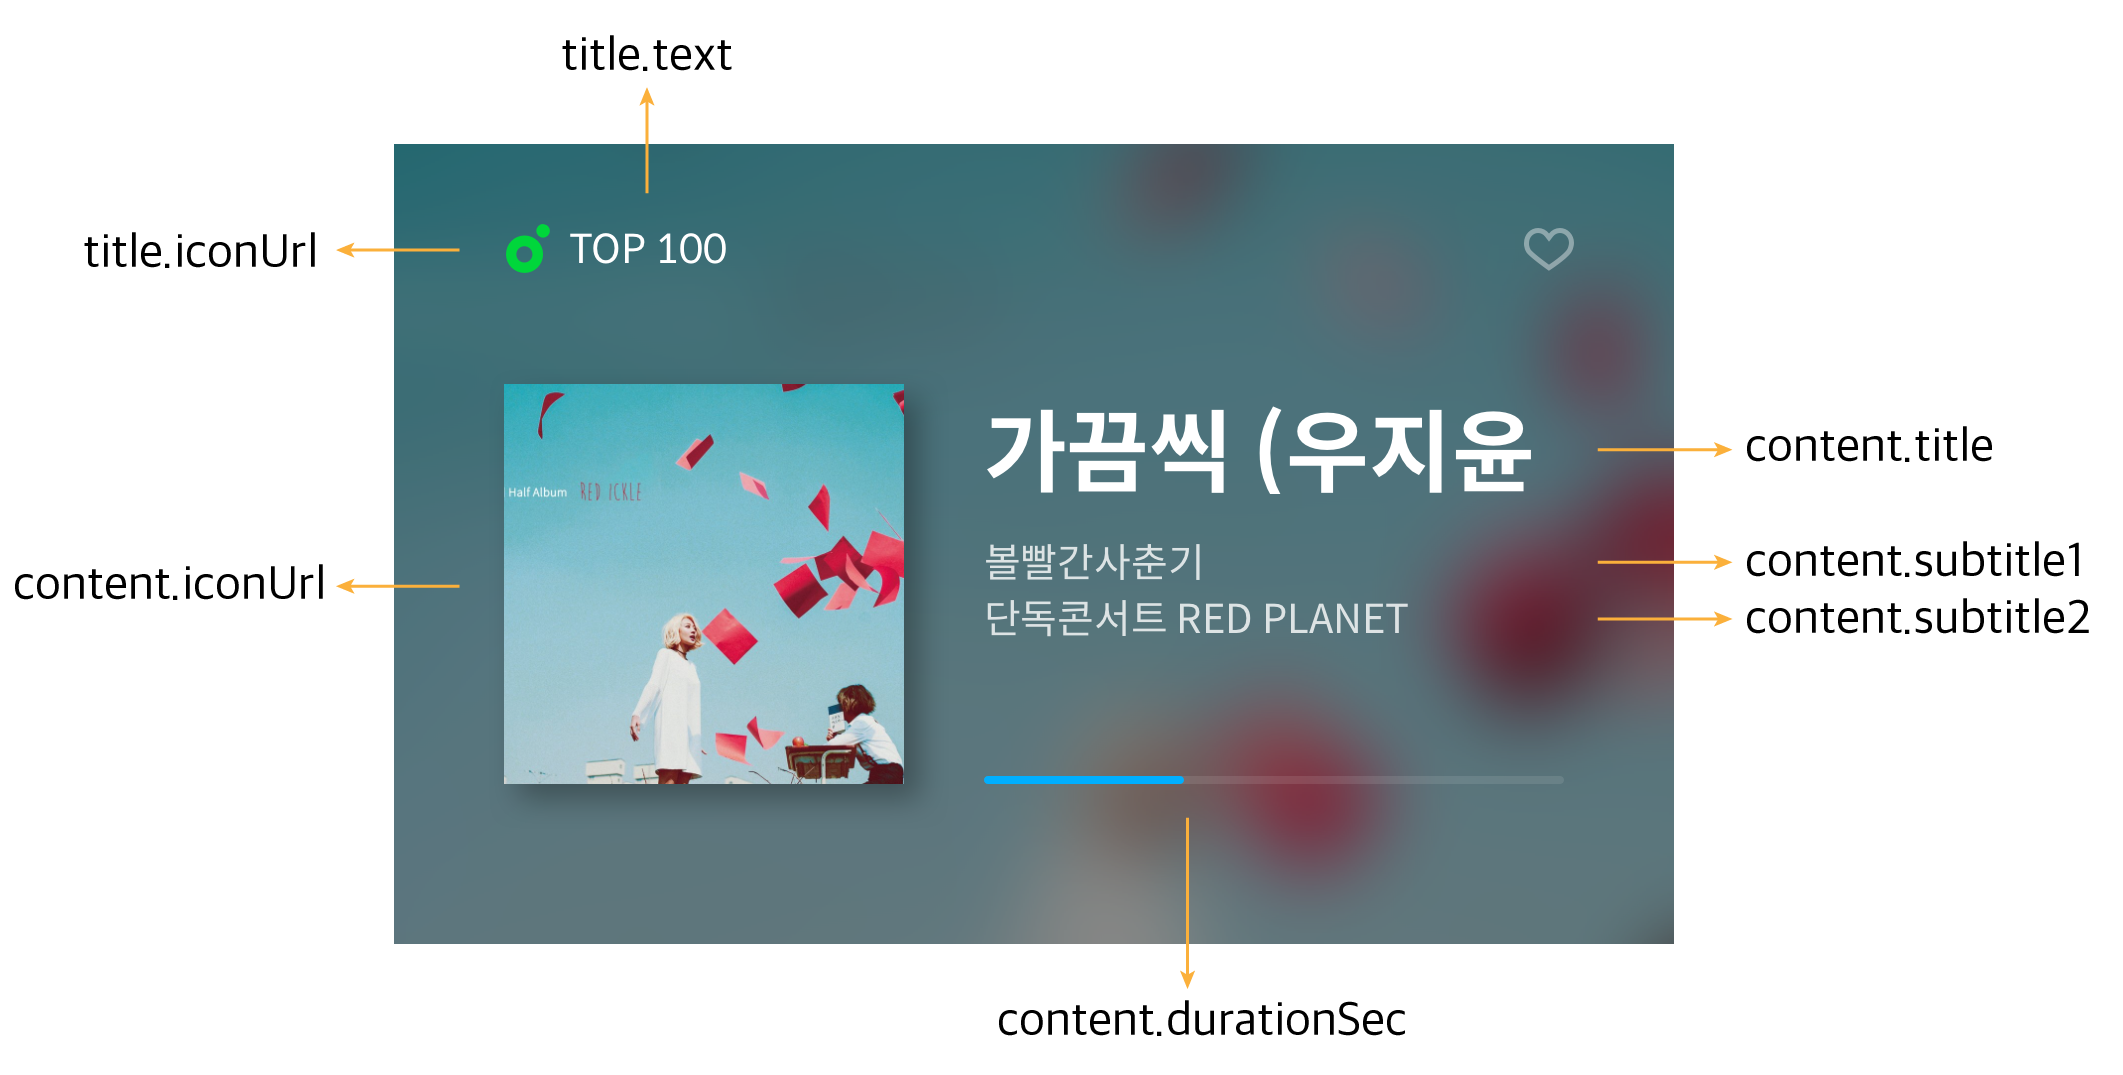 title.text
title.iconUrl
TOP 100
가끔씩 (우지윤
content.title
Half Album RED ICKLE
볼빨간사춘기
content.subtitle1
content.iconUrl
단독콘서트 RED PLANET
content.subtitle2
content.durationSec